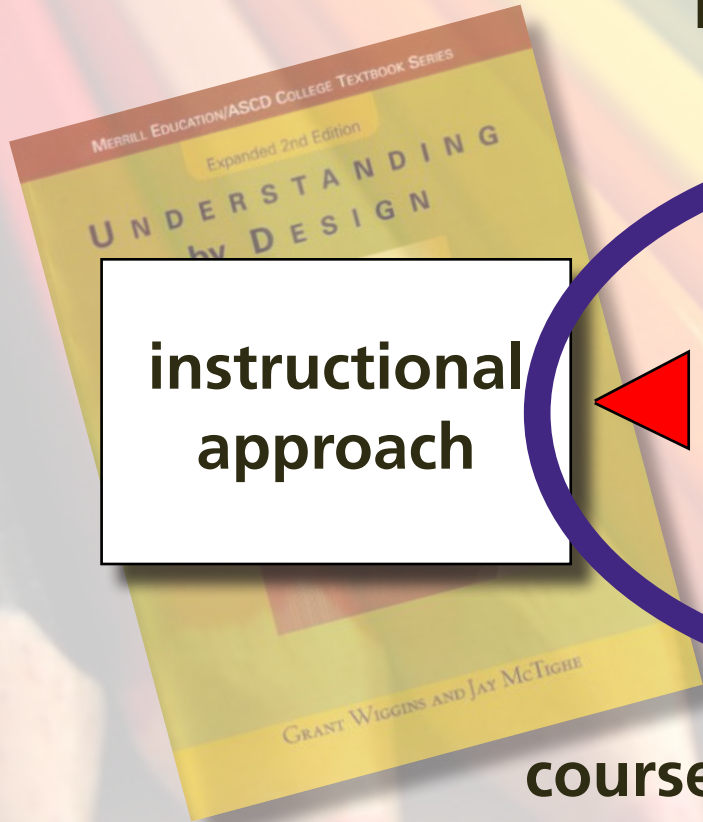 MERRILL EDUCATION/ASCD COLLEGE TEXTBOOK SERIES
Expanded 2nd Edition
UNDERSTANDING
by DESIGN
instructional
approach
GRANT WIGGINS AND JAY MCTIGHE
course